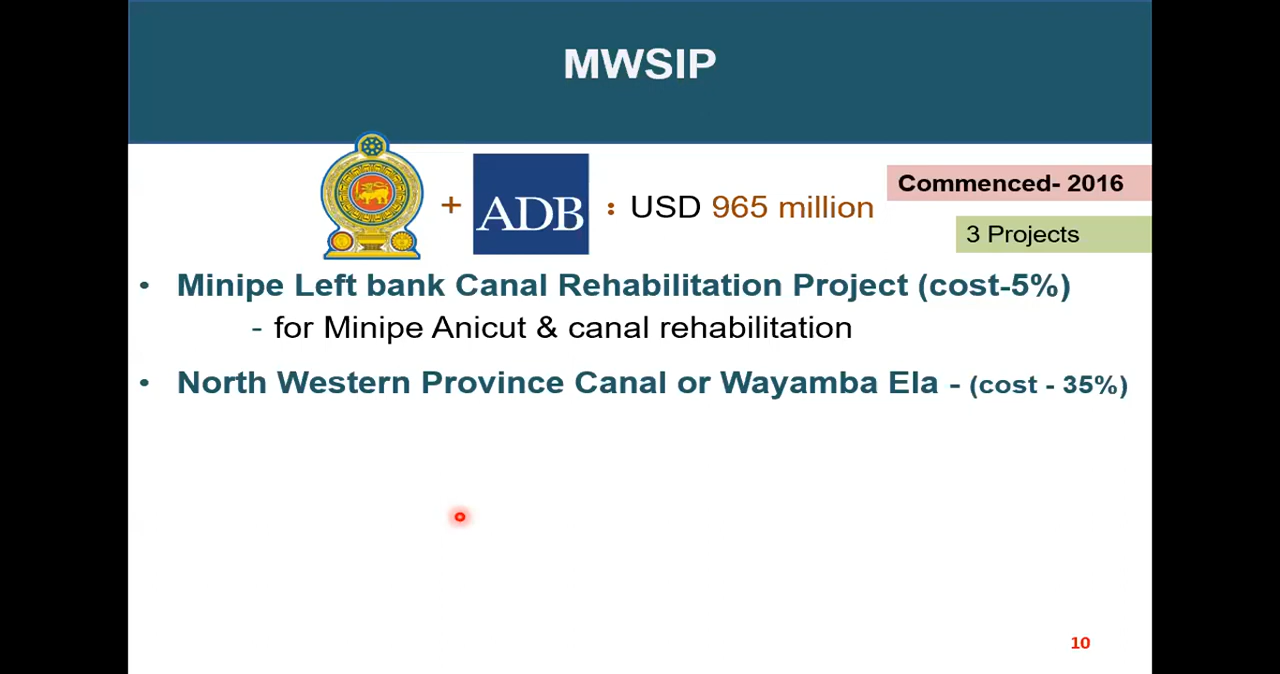 MWSIP
+ ADB : USD 965 million
Commenced- 2016
3 Projects
• Minipe Left bank Canal Rehabilitation Project (cost-5%)
- for Minipe Anicut & canal rehabilitation
• North Western Province Canal or Wayamba Ela - (cost - 35%)
10